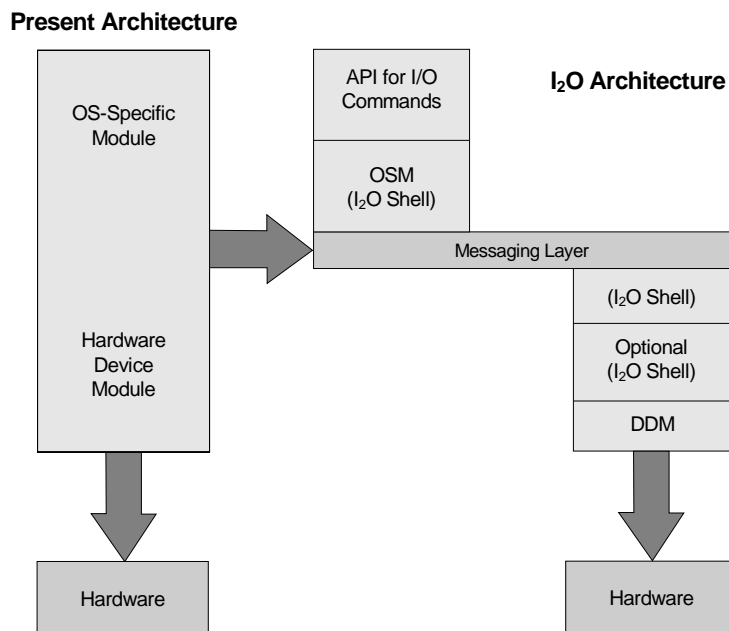 Present Architecture
OS-Specific
Module
Hardware
Device
Module
Hardware
API for I/O
Commands
I₂O Architecture
OSM
(I₂O Shell)
Messaging Layer
(I₂O Shell)
Optional
(I₂O Shell)
DDM
Hardware